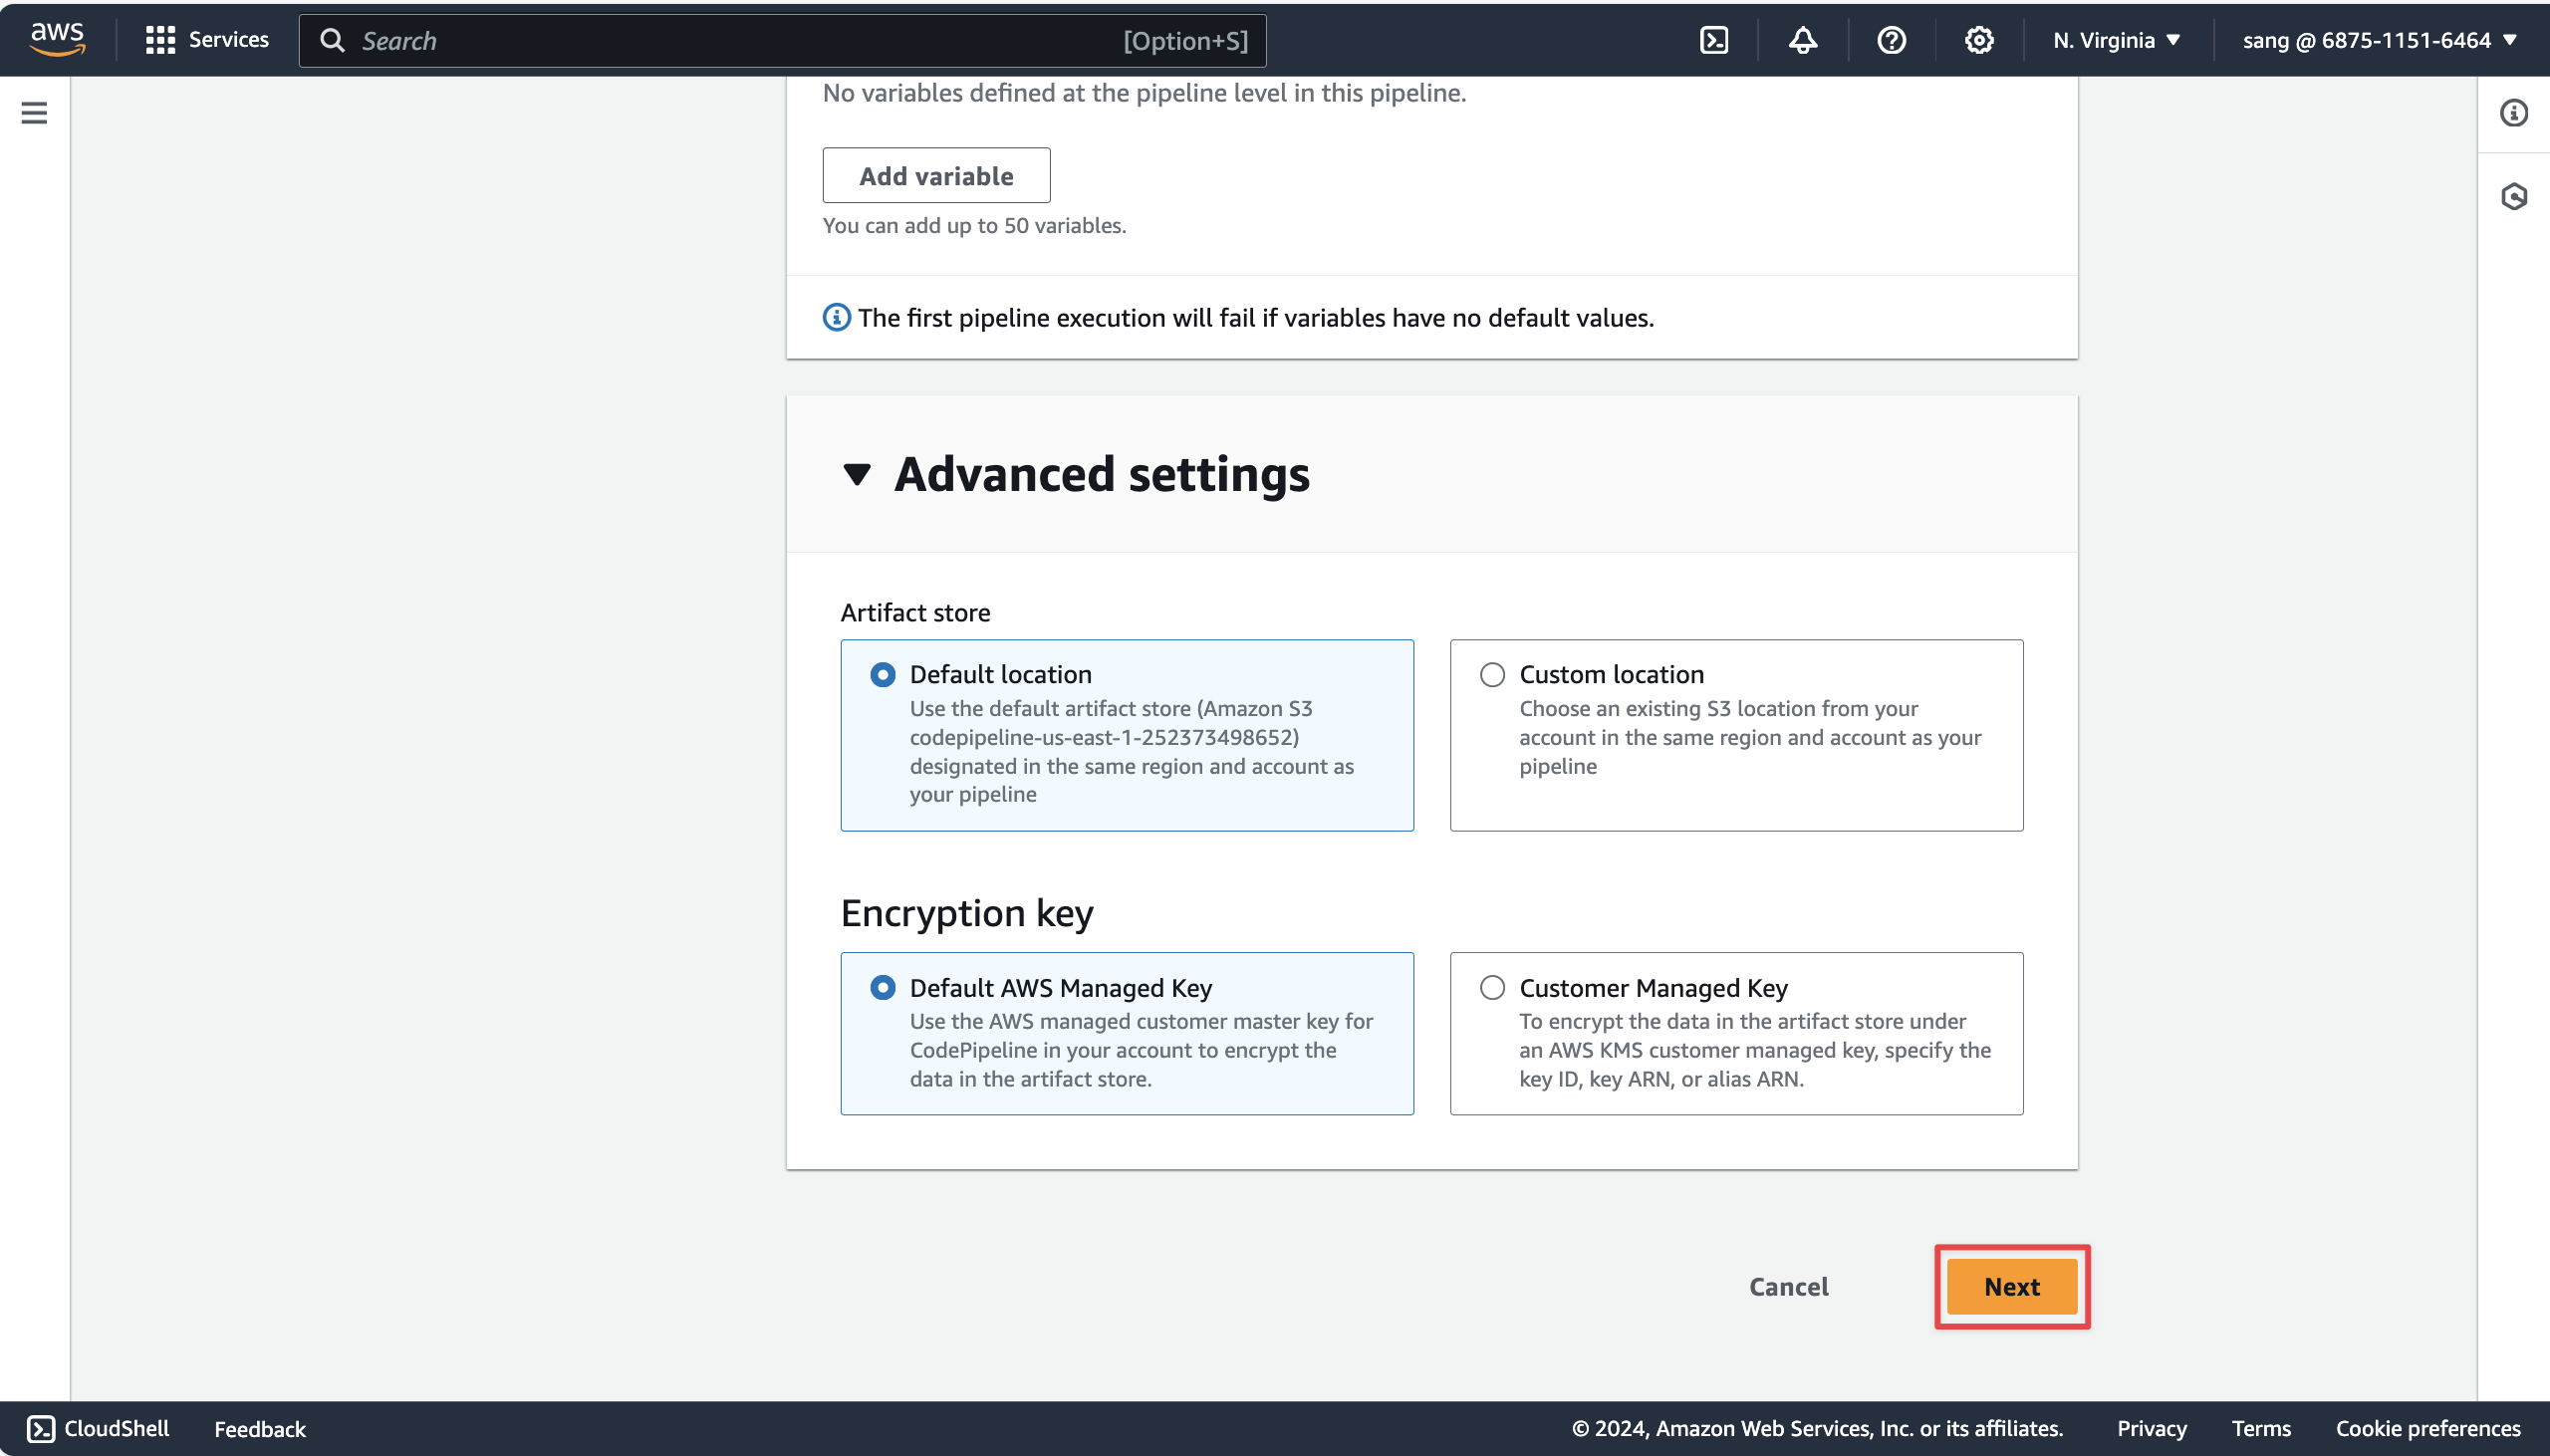 aws
Services
Search
[Option+S]
N. Virginia
sang @ 6875-1151-6464
No variables defined at the pipeline level in this pipeline.
Add variable
You can add up to 50 variables.
The first pipeline execution will fail if variables have no default values.
Advanced settings
Artifact store
Default location
Use the default artifact store (Amazon S3
codepipeline-us-east-1-252373498652)
designated in the same region and account as
your pipeline
Custom location
Choose an existing S3 location from your
account in the same region and account as your
pipeline
Encryption key
Default AWS Managed Key
Use the AWS managed customer master key for
CodePipeline in your account to encrypt the
data in the artifact store.
Customer Managed Key
To encrypt the data in the artifact store under
an AWS KMS customer managed key, specify the
key ID, key ARN, or alias ARN.
Cancel
Next
CloudShell
Feedback
© 2024, Amazon Web Services, Inc. or its affiliates.
Privacy
Terms
Cookie preferences